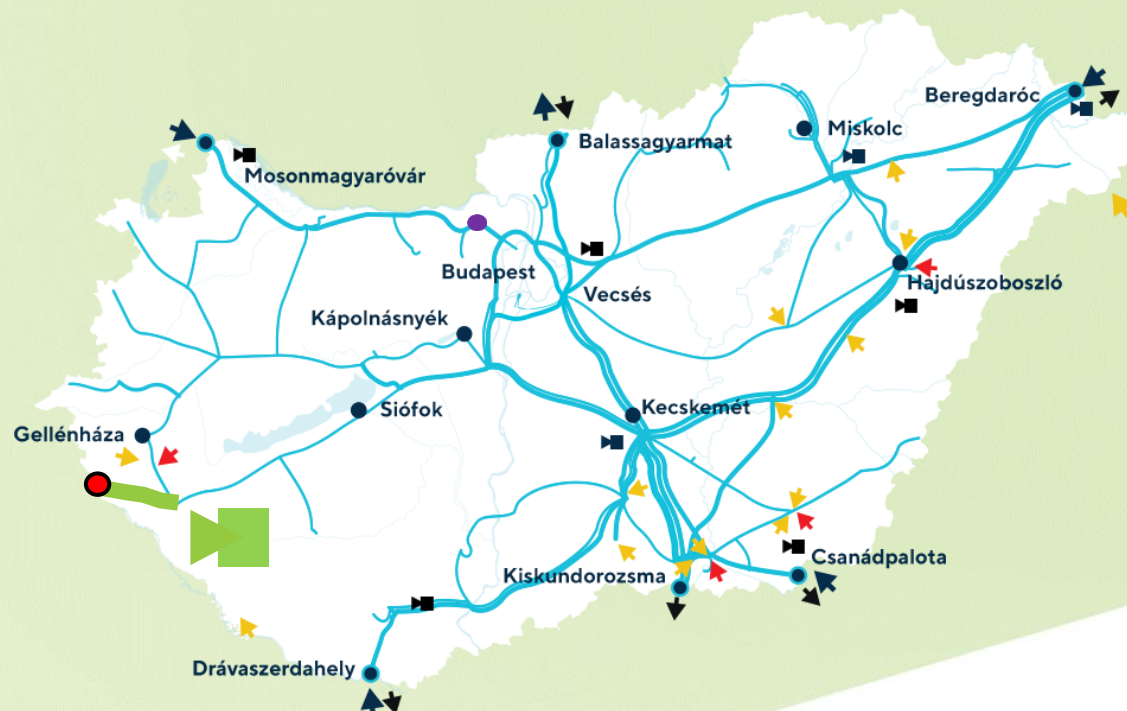 Beregdaróc
Miskolc
Balassagyarmat
Mosonmagyaróvár
Budapest
Hajdúszoboszló
Vecsés
Kápolnásnyék
Kecskemét
Siófok
Gellénháza
Csanádpalota
Kiskundorozsma
Drávaszerdahely